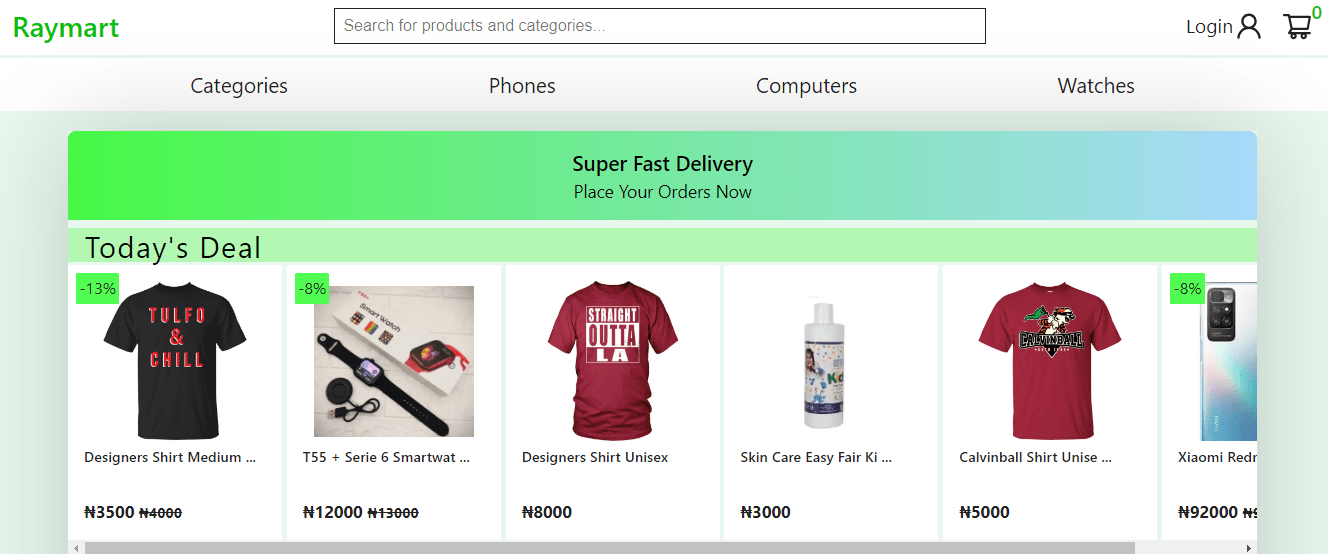 Raymart
Search for products and categories...
Login
0
Categories
Phones
Computers
Watches
Super Fast Delivery
Place Your Orders Now
Today's Deal
-13%
TULFO
&
CHILL
Designers Shirt Medium ...
₦3500 ₦4000
-8%
Smart Watch
T55 + Serie 6 Smartwat ...
₦12000 ₦13000
STRAIGHT
OUTTA
LA
Designers Shirt Unisex
₦8000
Skin Care Easy Fair Ki ...
₦3000
CALVINBALL
Calvinball Shirt Unise ...
₦5000
-8%
Xiaomi Redm
₦92000